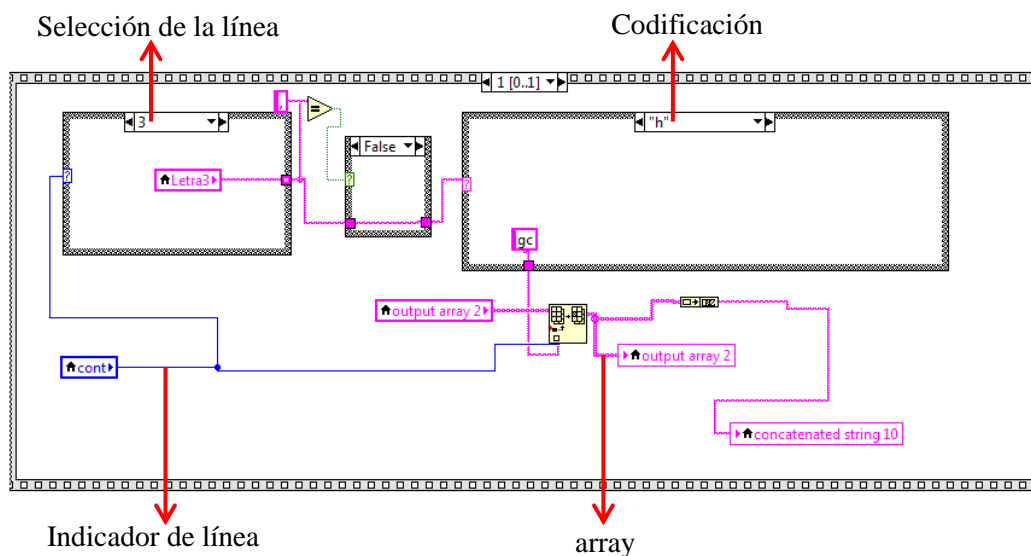 Selección de la línea
Codificación
1 [0..1]
,
=
3
"h"
False
?
?
?
Letra3
gc
output array 2
output array 2
cont
concatenated string 10
Indicador de línea
array